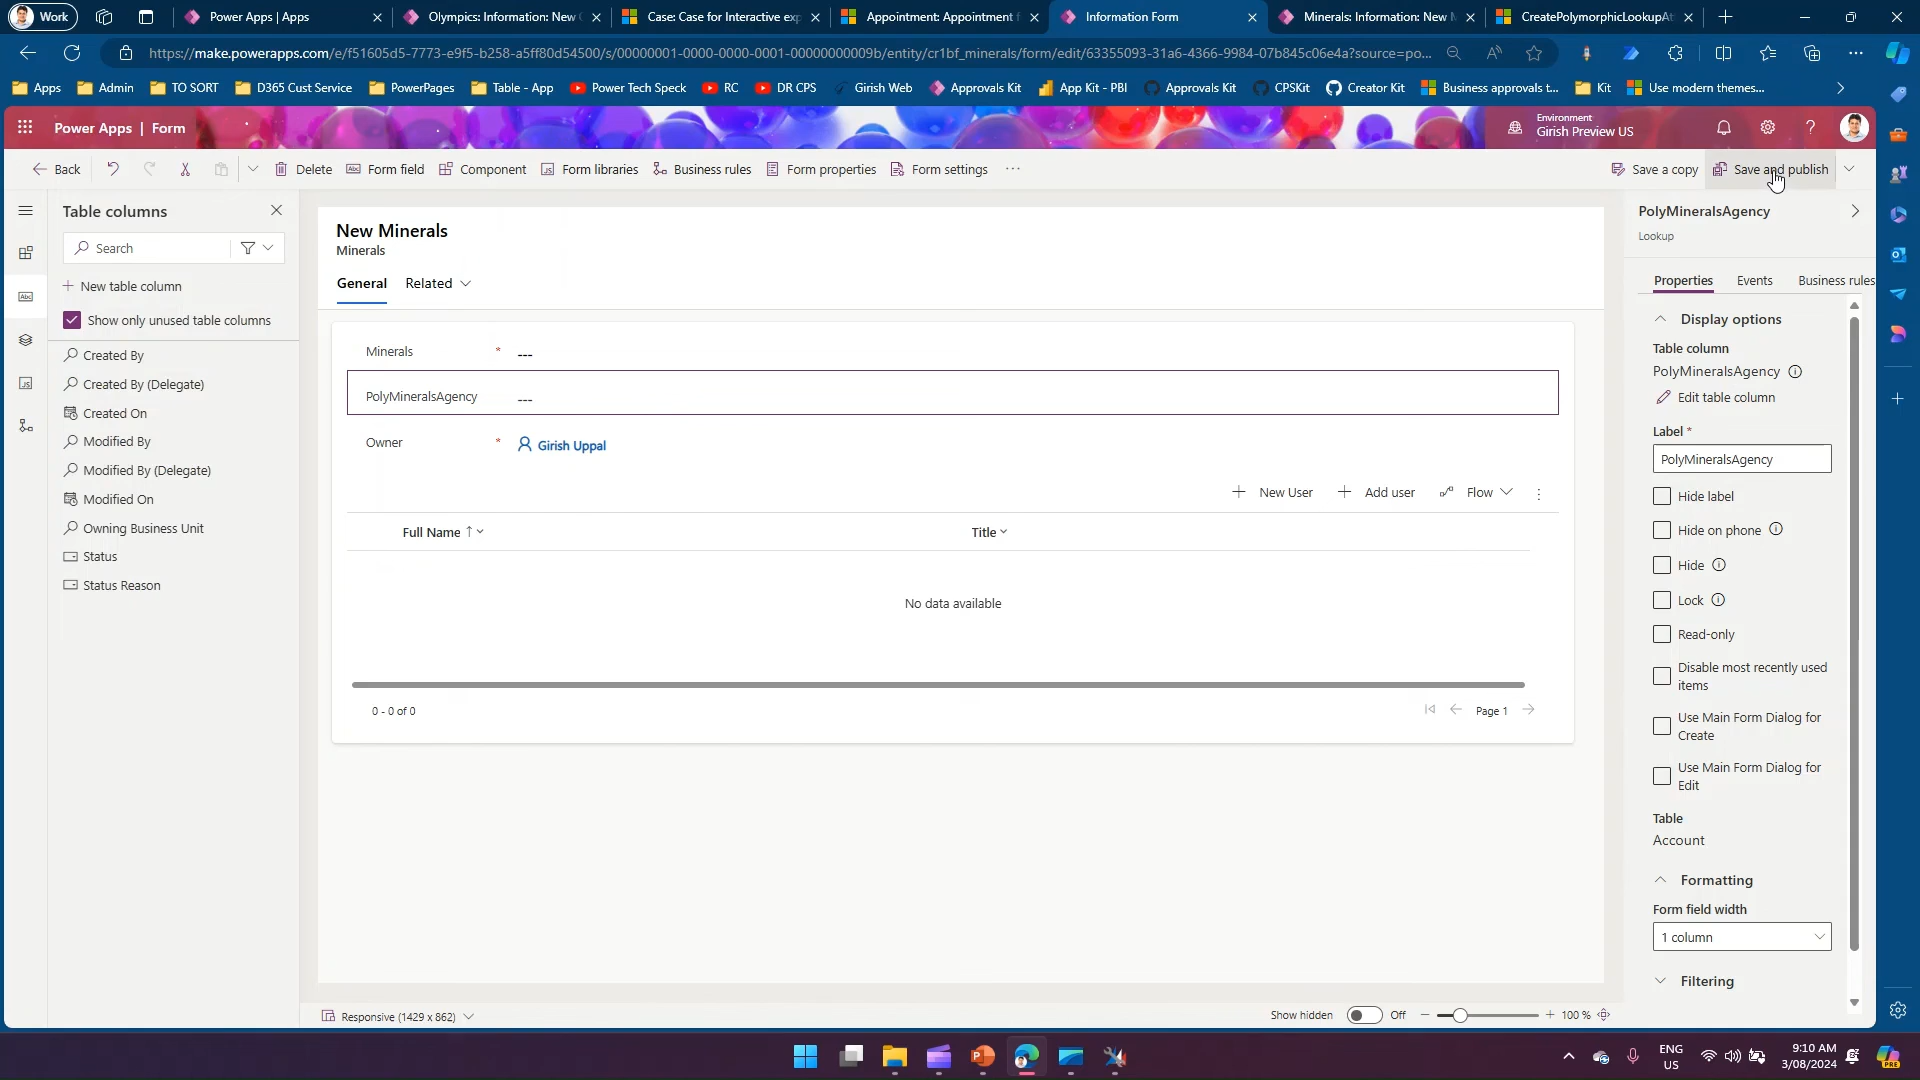 Work
Power Apps | Apps
Olympics: Information: New
Case: Case for Interactive exp
Appointment: Appointment f
Information Form
Minerals: Information: New M
CreatePolymorphicLookupAt
https://make.powerapps.com/e/f51605d5-7773-e9f5-b258-a5ff80d54500/s/00000001-0000-0000-0001-00000000009b/entity/cr1bf_minerals/form/edit/63355093-31a6-4366-9984-07b845c06e4a?source=po...
Apps
Admin
TO SORT
D365 Cust Service
PowerPages
Table - App
Power Tech Speck
RC
DR CPS
Girish Web
Approvals Kit
App Kit - PBI
Approvals Kit
CPSKit
Creator Kit
Business approvals t...
Kit
Use modern themes...
Power Apps | Form
Environment
Girish Preview US
Back
Delete
Form field
Component
Form libraries
Business rules
Form properties
Form settings
Save a copy
Save and publish
Table columns
Search
New table column
Show only unused table columns
Created By
Created By (Delegate)
Created On
Modified By
Modified By (Delegate)
Modified On
Owning Business Unit
Status
Status Reason
New Minerals
Minerals
General
Related
Minerals * ---
PolyMineralsAgency ---
Owner * Girish Uppal
New User
Add user
Flow
Full Name
Title
No data available
0 - 0 of 0
Page 1
Responsive (1429 x 862)
Show hidden
Off
100 %
PolyMineralsAgency
Lookup
Properties
Events
Business rules
Display options
Table column
PolyMineralsAgency
Edit table column
Label *
PolyMineralsAgency
Hide label
Hide on phone
Hide
Lock
Read-only
Disable most recently used
items
Use Main Form Dialog for
Create
Use Main Form Dialog for
Edit
Table
Account
Formatting
Form field width
1 column
Filtering
ENG
US
9:10 AM
3/08/2024